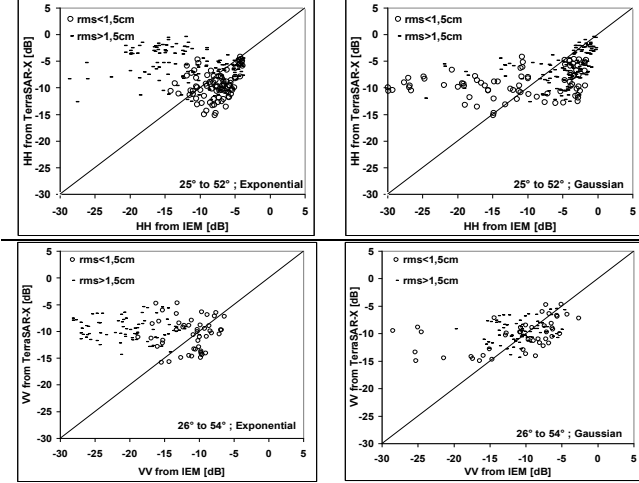 5
0
-5
-10
-15
-20
-25
-30
HH from TerraSAR-X [dB]
rms<1,5cm
rms>1,5cm
25° to 52° ; Exponential
-30 -25 -20 -15 -10 -5 0 5
HH from IEM [dB]
5
0
-5
-10
-15
-20
-25
-30
HH from TerraSAR-X [dB]
rms<1,5cm
rms>1,5cm
25° to 52° ; Gaussian
-30 -25 -20 -15 -10 -5 0 5
HH from IEM [dB]
5
0
-5
-10
-15
-20
-25
-30
VV from TerraSAR-X [dB]
rms<1,5cm
rms>1,5cm
26° to 54° ; Exponential
-30 -25 -20 -15 -10 -5 0 5
VV from IEM [dB]
5
0
-5
-10
-15
-20
-25
-30
VV from TerraSAR-X [dB]
rms<1,5cm
rms>1,5cm
26° to 54° ; Gaussian
-30 -25 -20 -15 -10 -5 0 5
VV from IEM [dB]